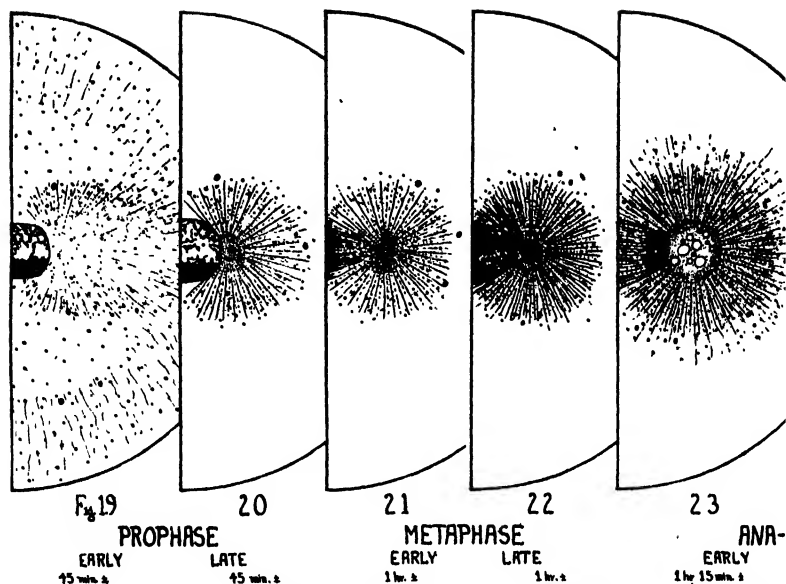 Fig 19 20 21 22 23
PROPHASE METAPHASE ANA-
EARLY LATE EARLY LATE EARLY
45 min. ± 45 min. ± 1 hr. ± 1 hr. ± 1 hr 15 min. ±